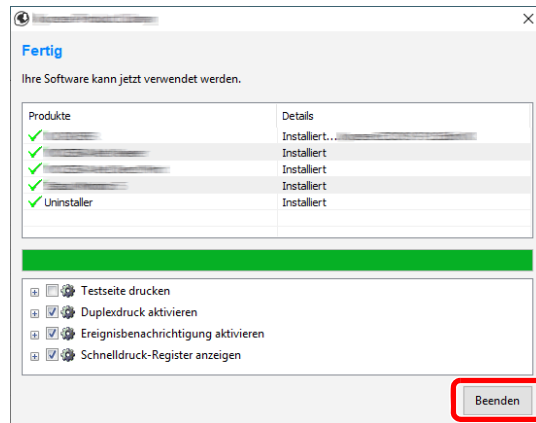 Fertig
Ihre Software kann jetzt verwendet werden.
Produkte Details
Installiert...
Installiert
Installiert
Installiert
Uninstaller Installiert
Testseite drucken
Duplexdruck aktivieren
Ereignisbenachrichtigung aktivieren
Schnelldruck-Register anzeigen
Beenden